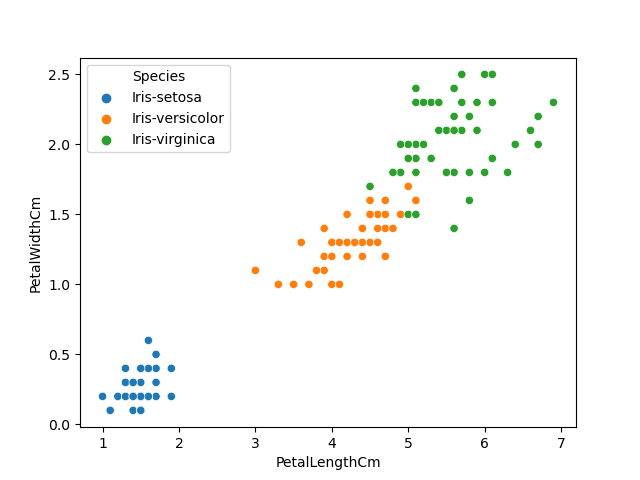 Species
Iris-setosa
Iris-versicolor
Iris-virginica
PetalWidthCm
2.5
2.0
1.5
1.0
0.5
0.0
1 2 3 4 5 6 7
PetalLengthCm